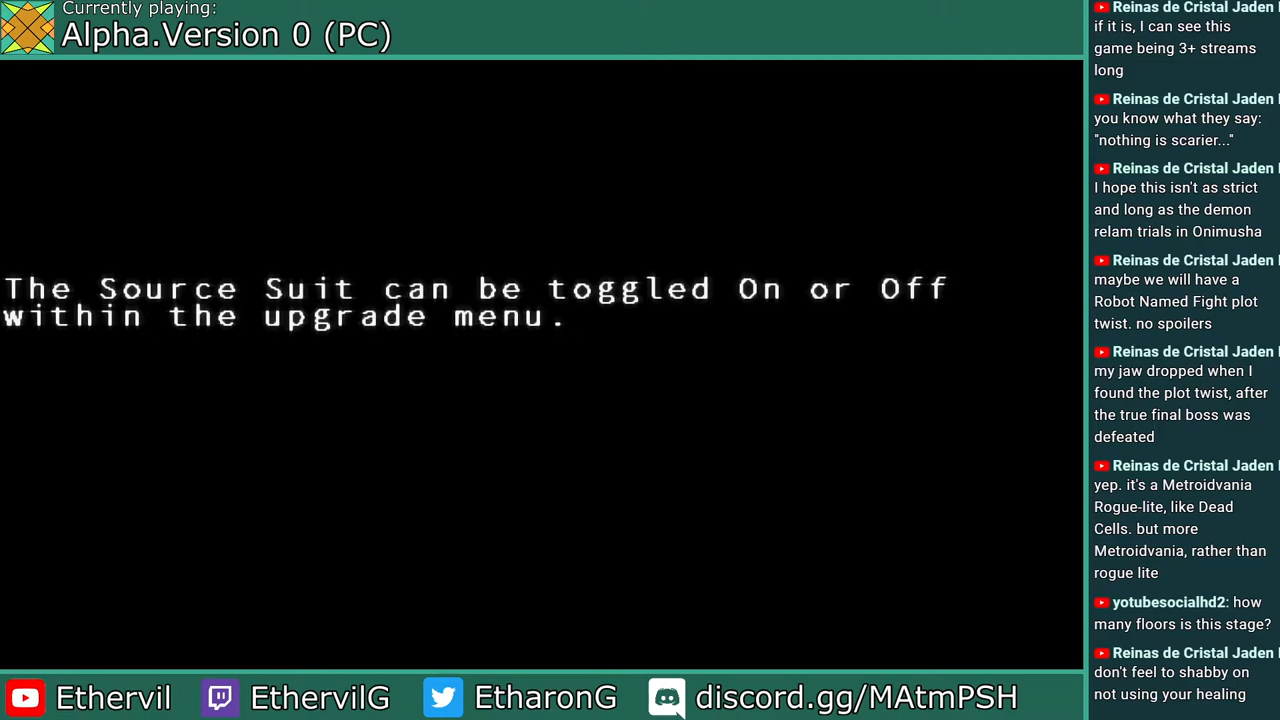 Currently playing:
Alpha.Version 0 (PC)
The Source Suit can be toggled On or Off
within the upgrade menu.
Reinas de Cristal Jaden
if it is, I can see this
game being 3+ streams
long
Reinas de Cristal Jaden
you know what they say:
"nothing is scarier..."
Reinas de Cristal Jaden
I hope this isn't as strict
and long as the demon
relam trials in Onimusha
Reinas de Cristal Jaden
maybe we will have a
Robot Named Fight plot
twist. no spoilers
Reinas de Cristal Jaden
my jaw dropped when I
found the plot twist, after
the true final boss was
defeated
Reinas de Cristal Jaden
yep. it's a Metroidvania
Rogue-lite, like Dead
Cells. but more
Metroidvania, rather than
rogue lite
yotubesocialhd2: how
many floors is this stage?
Reinas de Cristal Jaden
don't feel to shabby on
not using your healing
Ethervil
EthervilG
EtharonG
discord.gg/MAtmPSH